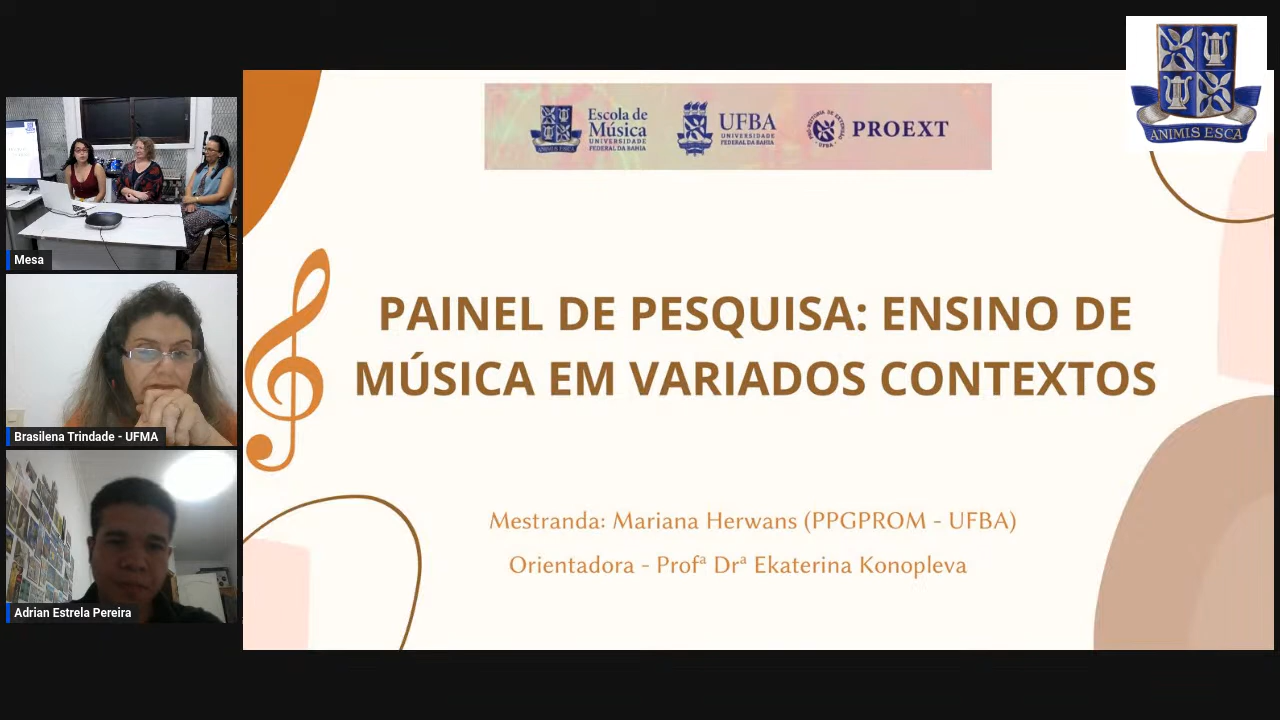 Escola de
Música
UNIVERSIDADE
FEDERAL DA BAHIA
UFBA
UNIVERSIDADE
FEDERAL DA BAHIA
PROEXT
ANIMIS ESCA
PAINEL DE PESQUISA: ENSINO DE
MÚSICA EM VARIADOS CONTEXTOS
Mestranda: Mariana Herwans (PPGPROM - UFBA)
Orientadora - Profª Drª Ekaterina Konopleva
Mesa
Brasilena Trindade - UFMA
Adrian Estrela Pereira